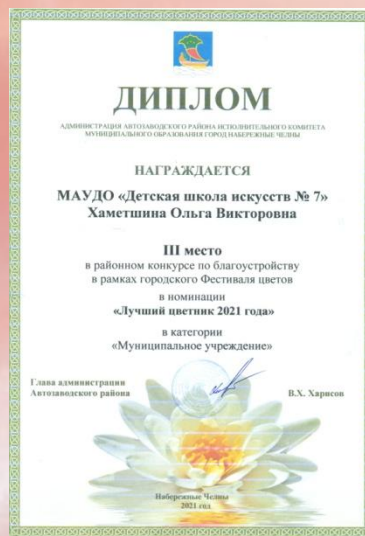 ДИПЛОМ
АДМИНИСТРАЦИЯ АВТОЗАВОДСКОГО РАЙОНА ИСПОЛНИТЕЛЬНОГО КОМИТЕТА
МУНИЦИПАЛЬНОГО ОБРАЗОВАНИЯ ГОРОД НАБЕРЕЖНЫЕ ЧЕЛНЫ
НАГРАЖДАЕТСЯ
МАУДО «Детская школа искусств № 7»
Хаметшина Ольга Викторовна
III место
в районном конкурсе по благоустройству
в рамках городского Фестиваля цветов
в номинации
«Лучший цветник 2021 года»
в категории
«Муниципальное учреждение»
Глава администрации
Автозаводского района
В.Х. Харисов
Набережные Челны
2021 год